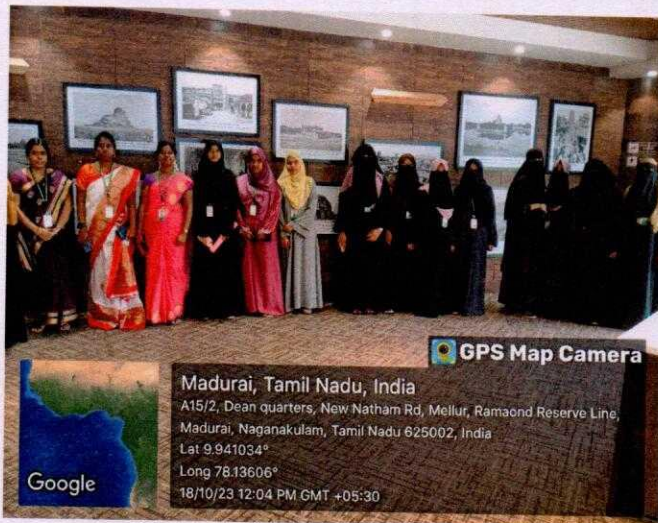 GPS Map Camera
Madurai, Tamil Nadu, India
A15/2, Dean quarters, New Natham Rd, Mellur, Ramaond Reserve Line,
Madurai, Naganakulam, Tamil Nadu 625002, India
Lat 9.941034°
Long 78.13606°
18/10/23 12:04 PM GMT +05:30
Google